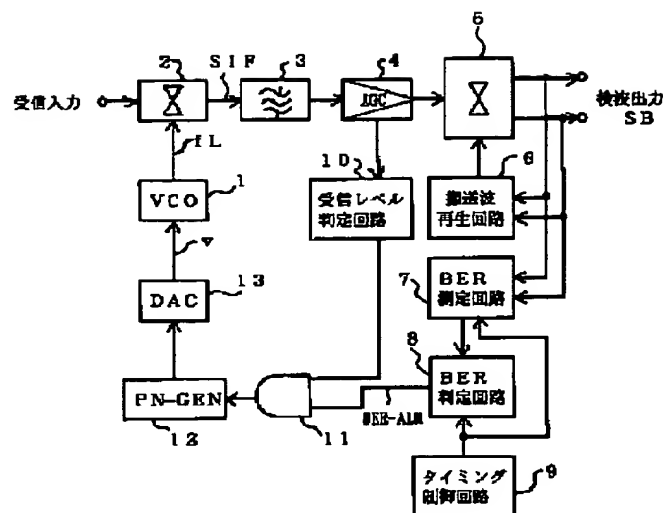 2
SIF
3
4
5
受信入力
AGC
検波出力
SB
fL
10
6
1
VCO
受信レベル
判定回路
搬送波
再生回路
V
7
BER
測定回路
DAC
13
8
BER
判定回路
PN-GEN
12
11
BER-ALM
タイミング
制御回路
9